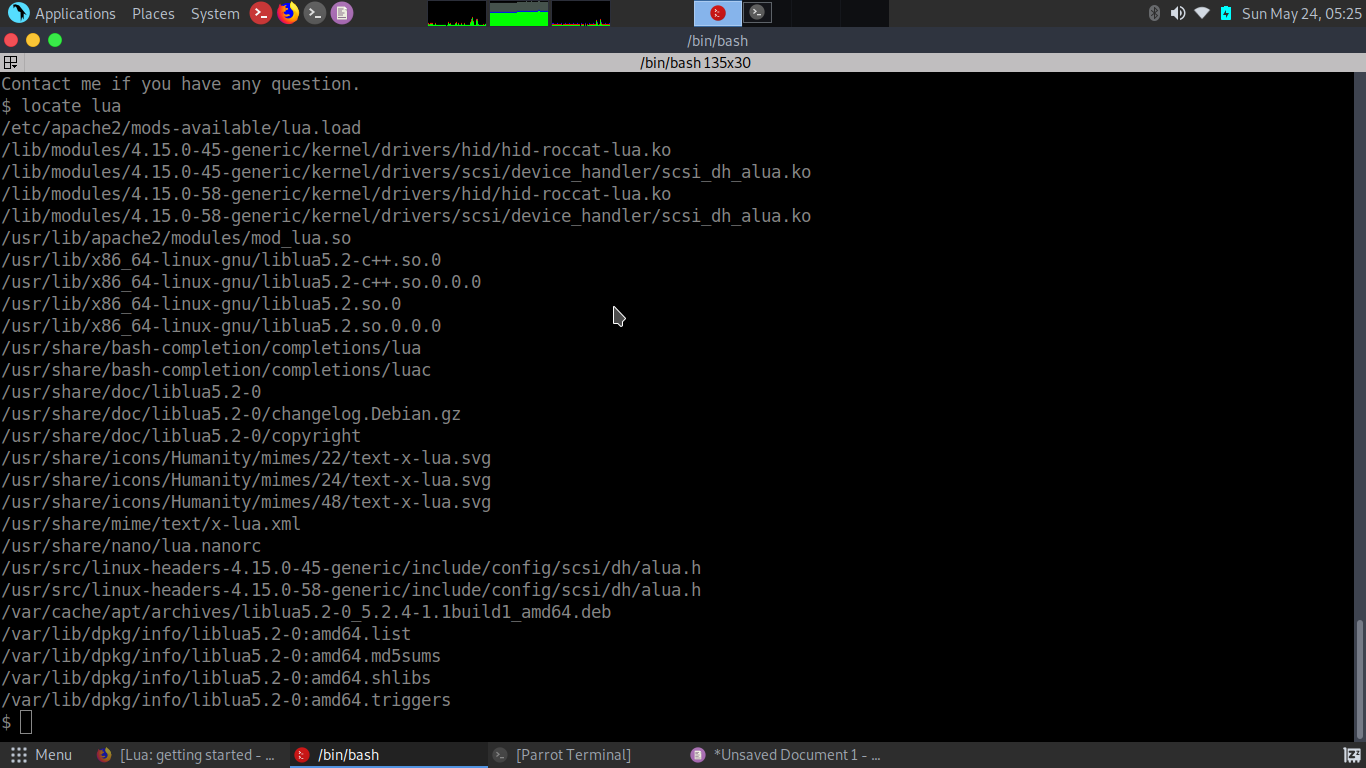 Applications Places System Sun May 24, 05:25
/bin/bash
/bin/bash 135x30
Contact me if you have any question.
$ locate lua
/etc/apache2/mods-available/lua.load
/lib/modules/4.15.0-45-generic/kernel/drivers/hid/hid-roccat-lua.ko
/lib/modules/4.15.0-45-generic/kernel/drivers/scsi/device_handler/scsi_dh_alua.ko
/lib/modules/4.15.0-58-generic/kernel/drivers/hid/hid-roccat-lua.ko
/lib/modules/4.15.0-58-generic/kernel/drivers/scsi/device_handler/scsi_dh_alua.ko
/usr/lib/apache2/modules/mod_lua.so
/usr/lib/x86_64-linux-gnu/liblua5.2-c++.so.0
/usr/lib/x86_64-linux-gnu/liblua5.2-c++.so.0.0.0
/usr/lib/x86_64-linux-gnu/liblua5.2.so.0
/usr/lib/x86_64-linux-gnu/liblua5.2.so.0.0.0
/usr/share/bash-completion/completions/lua
/usr/share/bash-completion/completions/luac
/usr/share/doc/liblua5.2-0
/usr/share/doc/liblua5.2-0/changelog.Debian.gz
/usr/share/doc/liblua5.2-0/copyright
/usr/share/icons/Humanity/mimes/22/text-x-lua.svg
/usr/share/icons/Humanity/mimes/24/text-x-lua.svg
/usr/share/icons/Humanity/mimes/48/text-x-lua.svg
/usr/share/mime/text/x-lua.xml
/usr/share/nano/lua.nanorc
/usr/src/linux-headers-4.15.0-45-generic/include/config/scsi/dh/alua.h
/usr/src/linux-headers-4.15.0-58-generic/include/config/scsi/dh/alua.h
/var/cache/apt/archives/liblua5.2-0_5.2.4-1.1build1_amd64.deb
/var/lib/dpkg/info/liblua5.2-0:amd64.list
/var/lib/dpkg/info/liblua5.2-0:amd64.md5sums
/var/lib/dpkg/info/liblua5.2-0:amd64.shlibs
/var/lib/dpkg/info/liblua5.2-0:amd64.triggers
$
Menu [Lua: getting started - ... /bin/bash [Parrot Terminal] *Unsaved Document 1 - ...